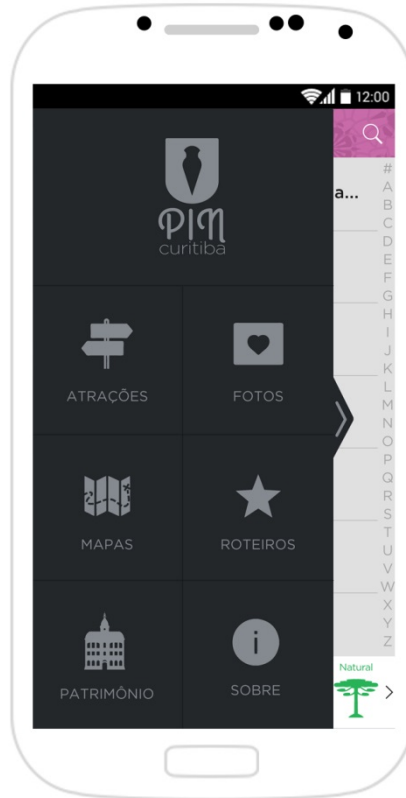 12:00
PIN
curitiba
ATRAÇÕES
FOTOS
MAPAS
ROTEIROS
PATRIMÔNIO
i
SOBRE
a...
#
A
B
C
D
E
F
G
H
I
J
K
L
M
N
O
P
Q
R
S
T
U
V
W
X
Y
Z
Natural